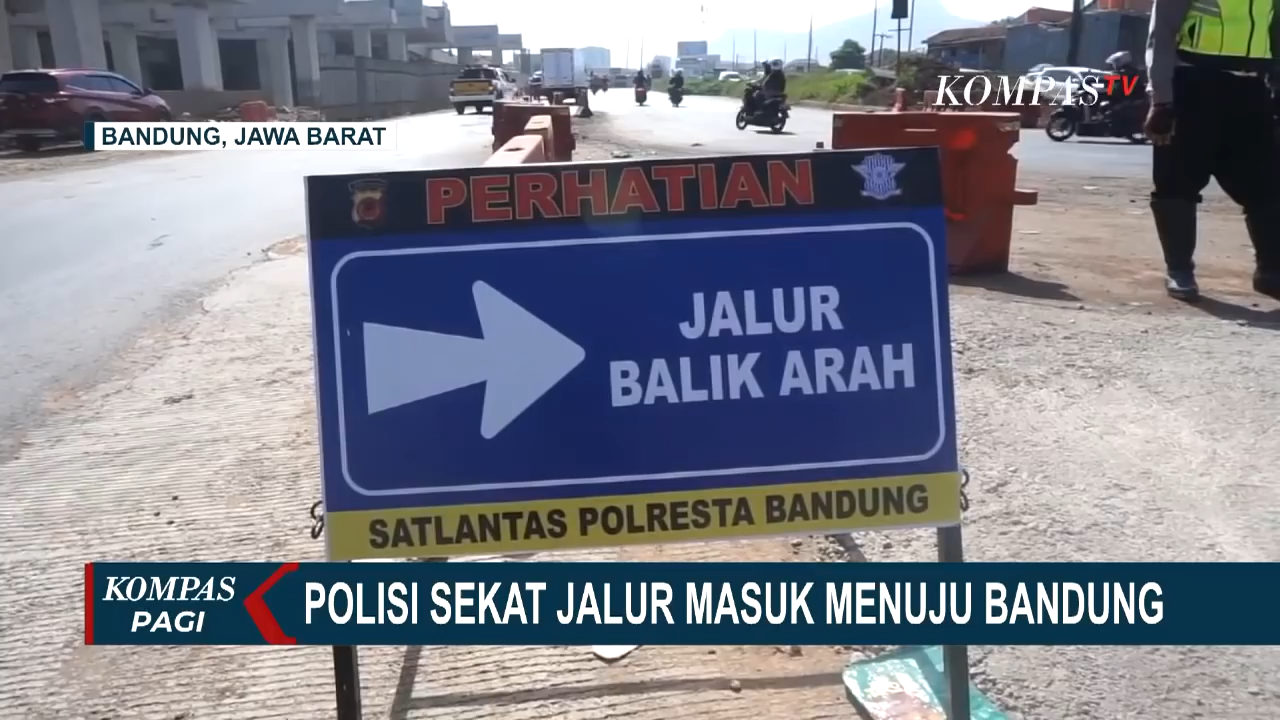 KOMPAS TV
BANDUNG, JAWA BARAT
PERHATIAN
JALUR
BALIK ARAH
SATLANTAS POLRESTA BANDUNG
KOMPAS
PAGI
POLISI SEKAT JALUR MASUK MENUJU BANDUNG